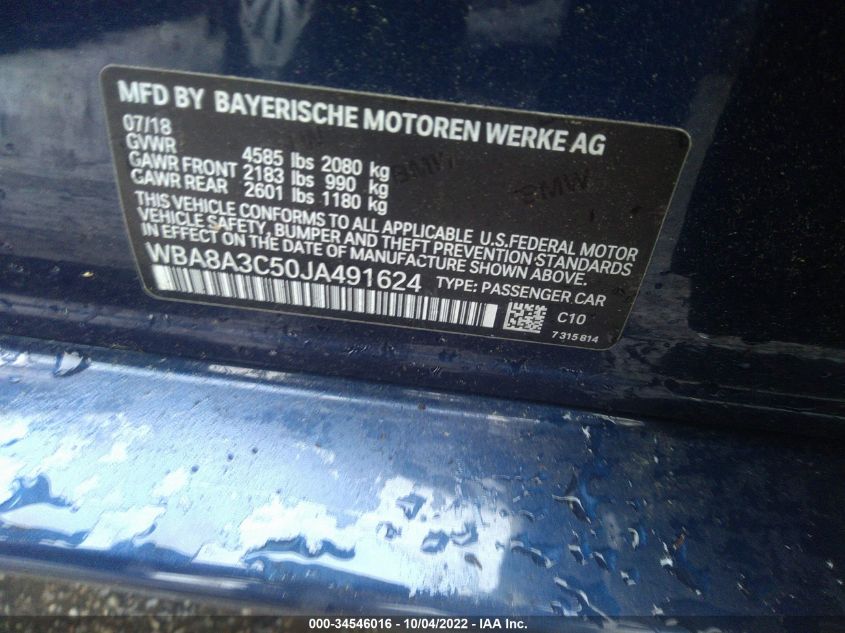 MFD BY BAYERISCHE MOTOREN WERKE AG
07/18
GVWR 4585 lbs 2080 kg
GAWR FRONT 2183 lbs 990 kg
GAWR REAR 2601 lbs 1180 kg
THIS VEHICLE CONFORMS TO ALL APPLICABLE U.S.FEDERAL MOTOR
VEHICLE SAFETY, BUMPER AND THEFT PREVENTION STANDARDS
IN EFFECT ON THE DATE OF MANUFACTURE SHOWN ABOVE.
WBA8A3C50JA491624 TYPE: PASSENGER CAR
C10
7 315 814
000-34546016 - 10/04/2022 - IAA Inc.